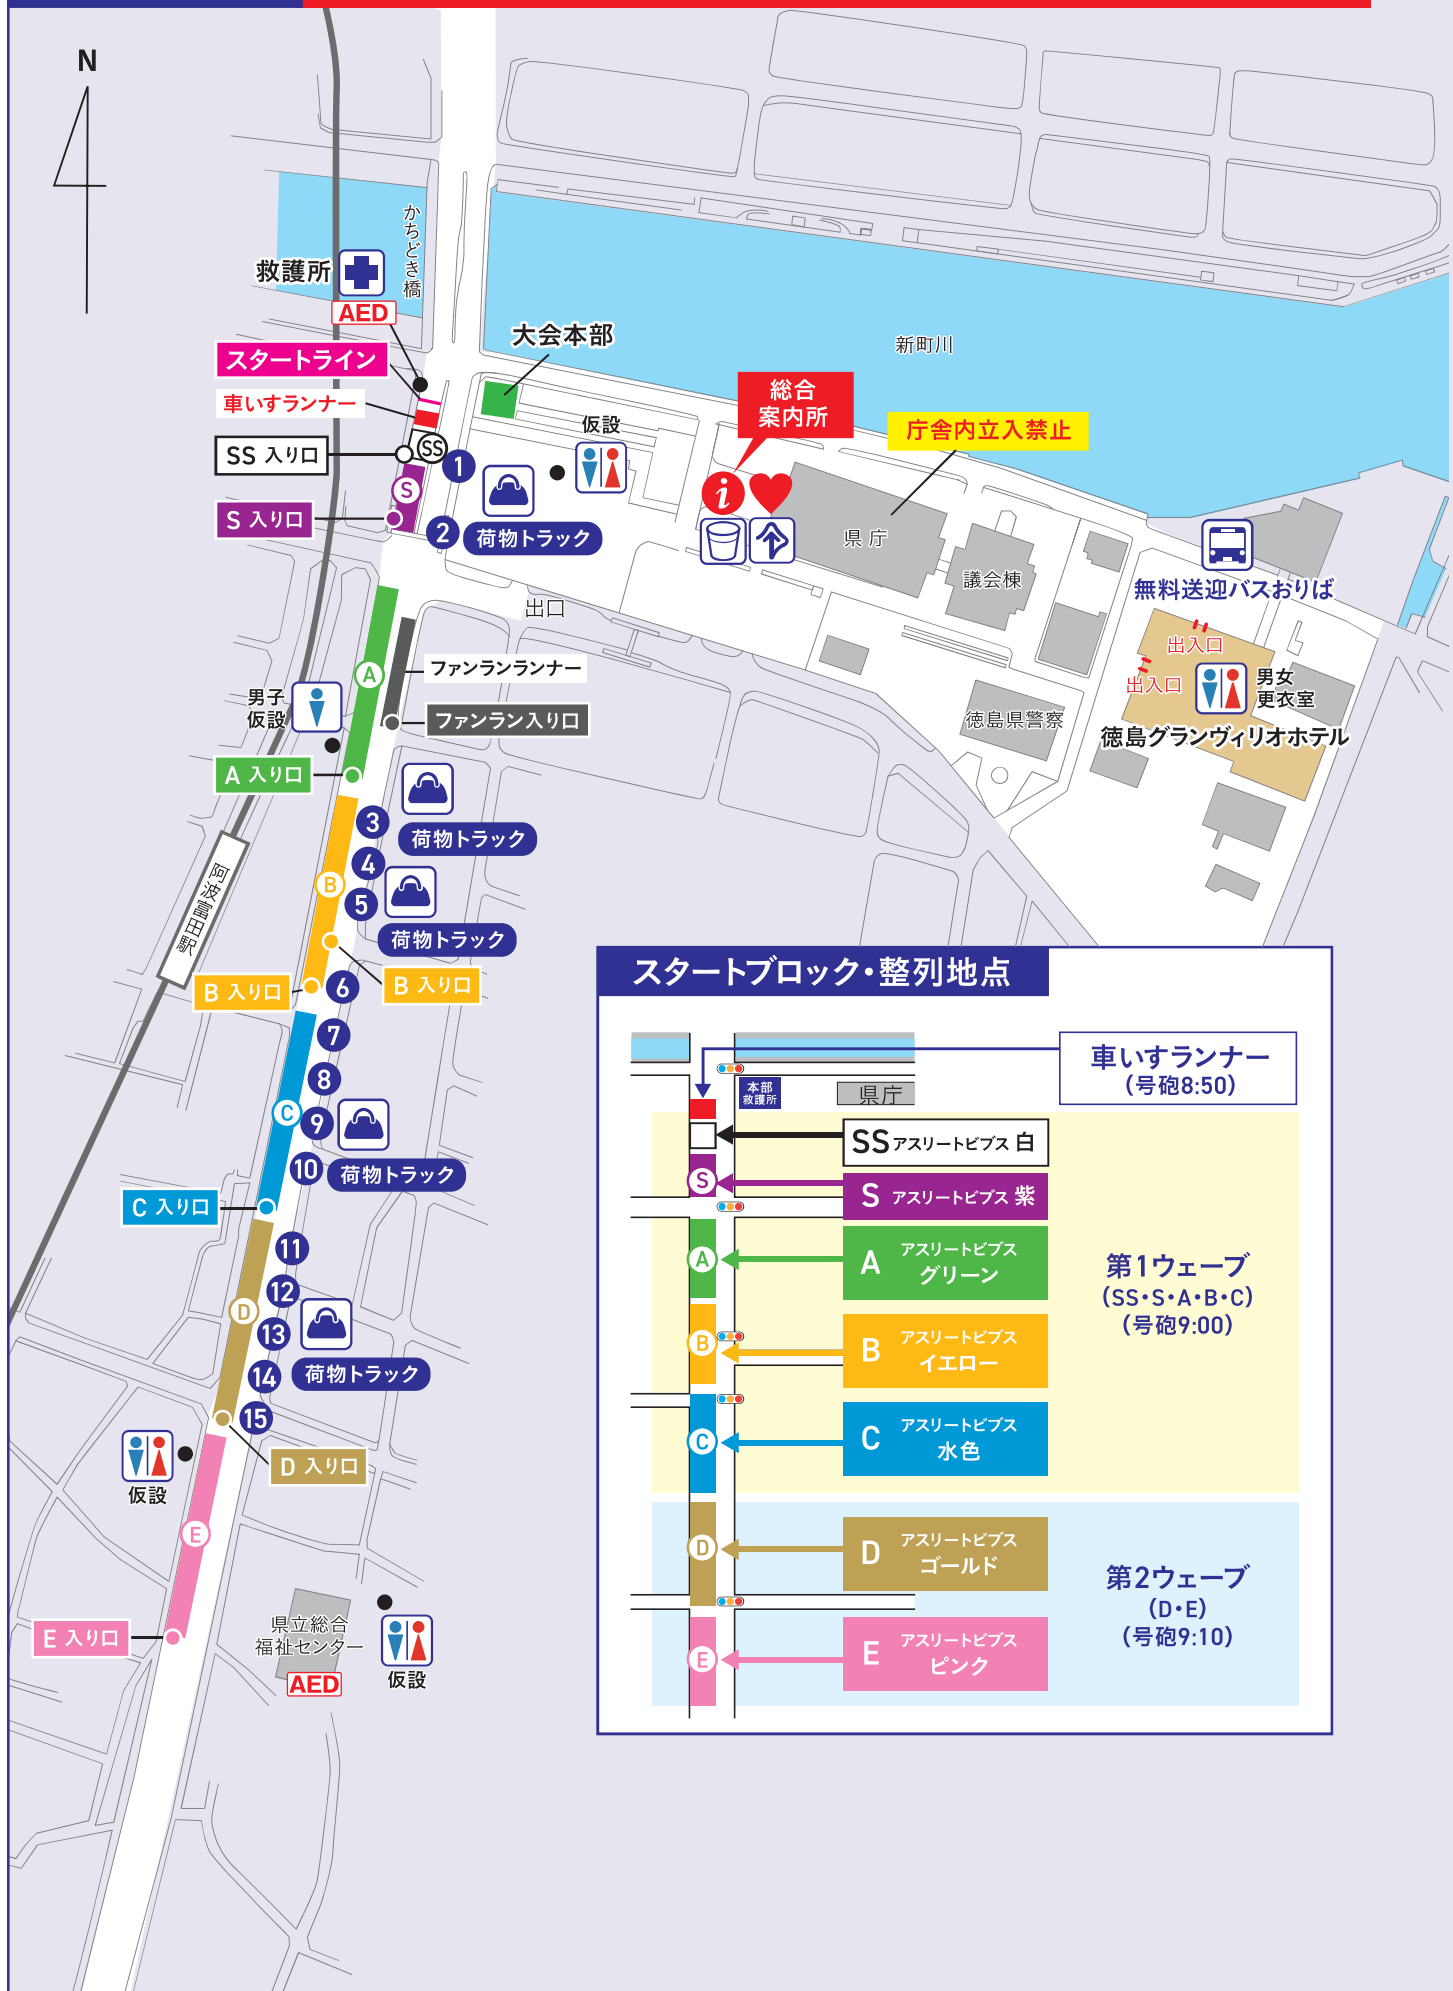 N
かちどき橋
救護所
AED
スタートライン
大会本部
新町川
車いすランナー
仮設
総合
案内所
庁舎内立入禁止
SS 入り口
SS
1
S 入り口
S
2
荷物トラック
i
県庁
議会棟
無料送迎バスおりば
出口
出入口
出入口
男女
更衣室
徳島グランヴィリオホテル
徳島県警察
A
ファンランランナー
ファンラン入り口
男子
仮設
A 入り口
3
荷物トラック
4
B
5
荷物トラック
阿波富田駅
B 入り口
B 入り口
6
7
8
C
9
10
荷物トラック
C 入り口
11
12
D
13
14
荷物トラック
15
D 入り口
仮設
E
E 入り口
県立総合
福祉センター
AED
仮設
スタートブロック・整列地点
車いすランナー
(号砲8:50)
本部
救護所
県庁
SS アスリートビブス 白
S
S アスリートビブス 紫
A
A アスリートビブス
グリーン
B
B アスリートビブス
イエロー
C
C アスリートビブス
水色
第1ウェーブ
(SS・S・A・B・C)
(号砲9:00)
D
D アスリートビブス
ゴールド
E
E アスリートビブス
ピンク
第2ウェーブ
(D・E)
(号砲9:10)